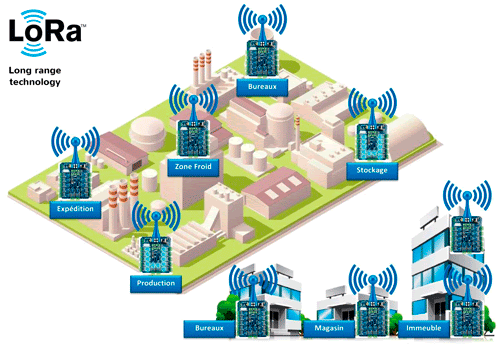 LoRa™
Long range
technology
Bureaux
Zone Froid
Stockage
Expédition
Production
Bureaux
Magasin
Immeuble